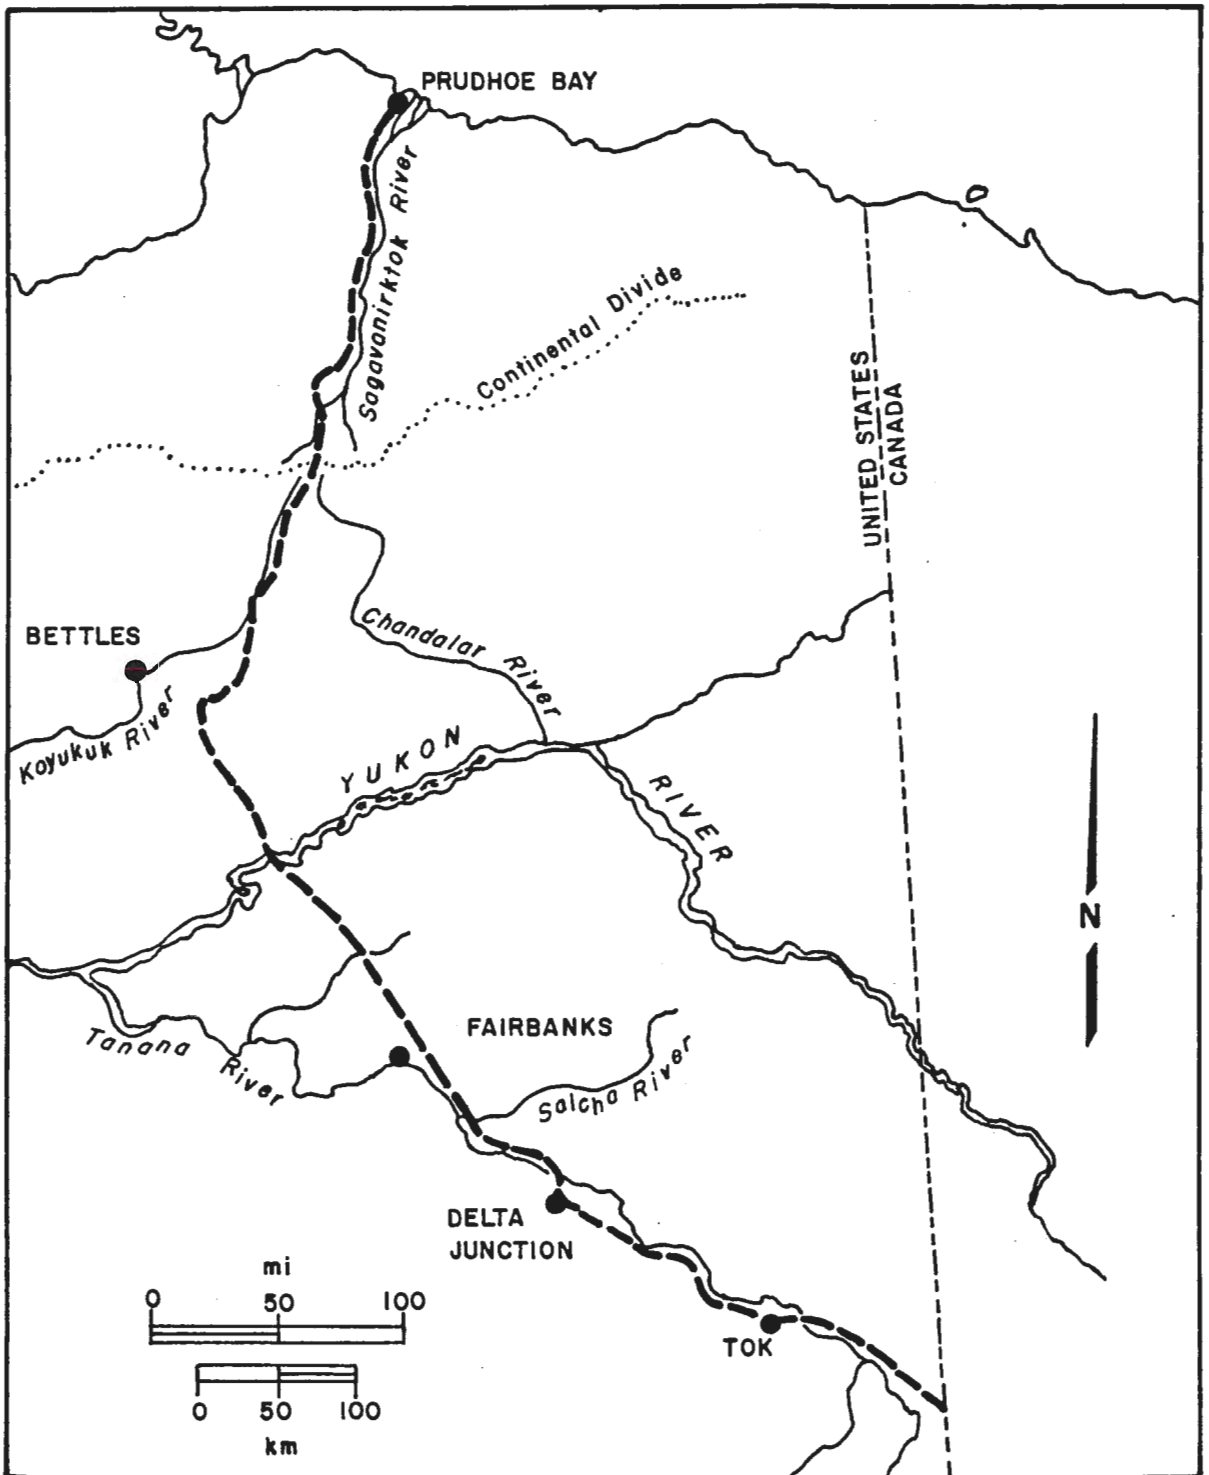 PRUDHOE BAY
Sagavanirktok River
Continental Divide
UNITED STATES
CANADA
BETTLES
Chandalar River
Koyukuk River
YUKON
RIVER
N
FAIRBANKS
Tanana
River
Salcha River
DELTA
JUNCTION
mi
0 50 100
TOK
0 50 100
km